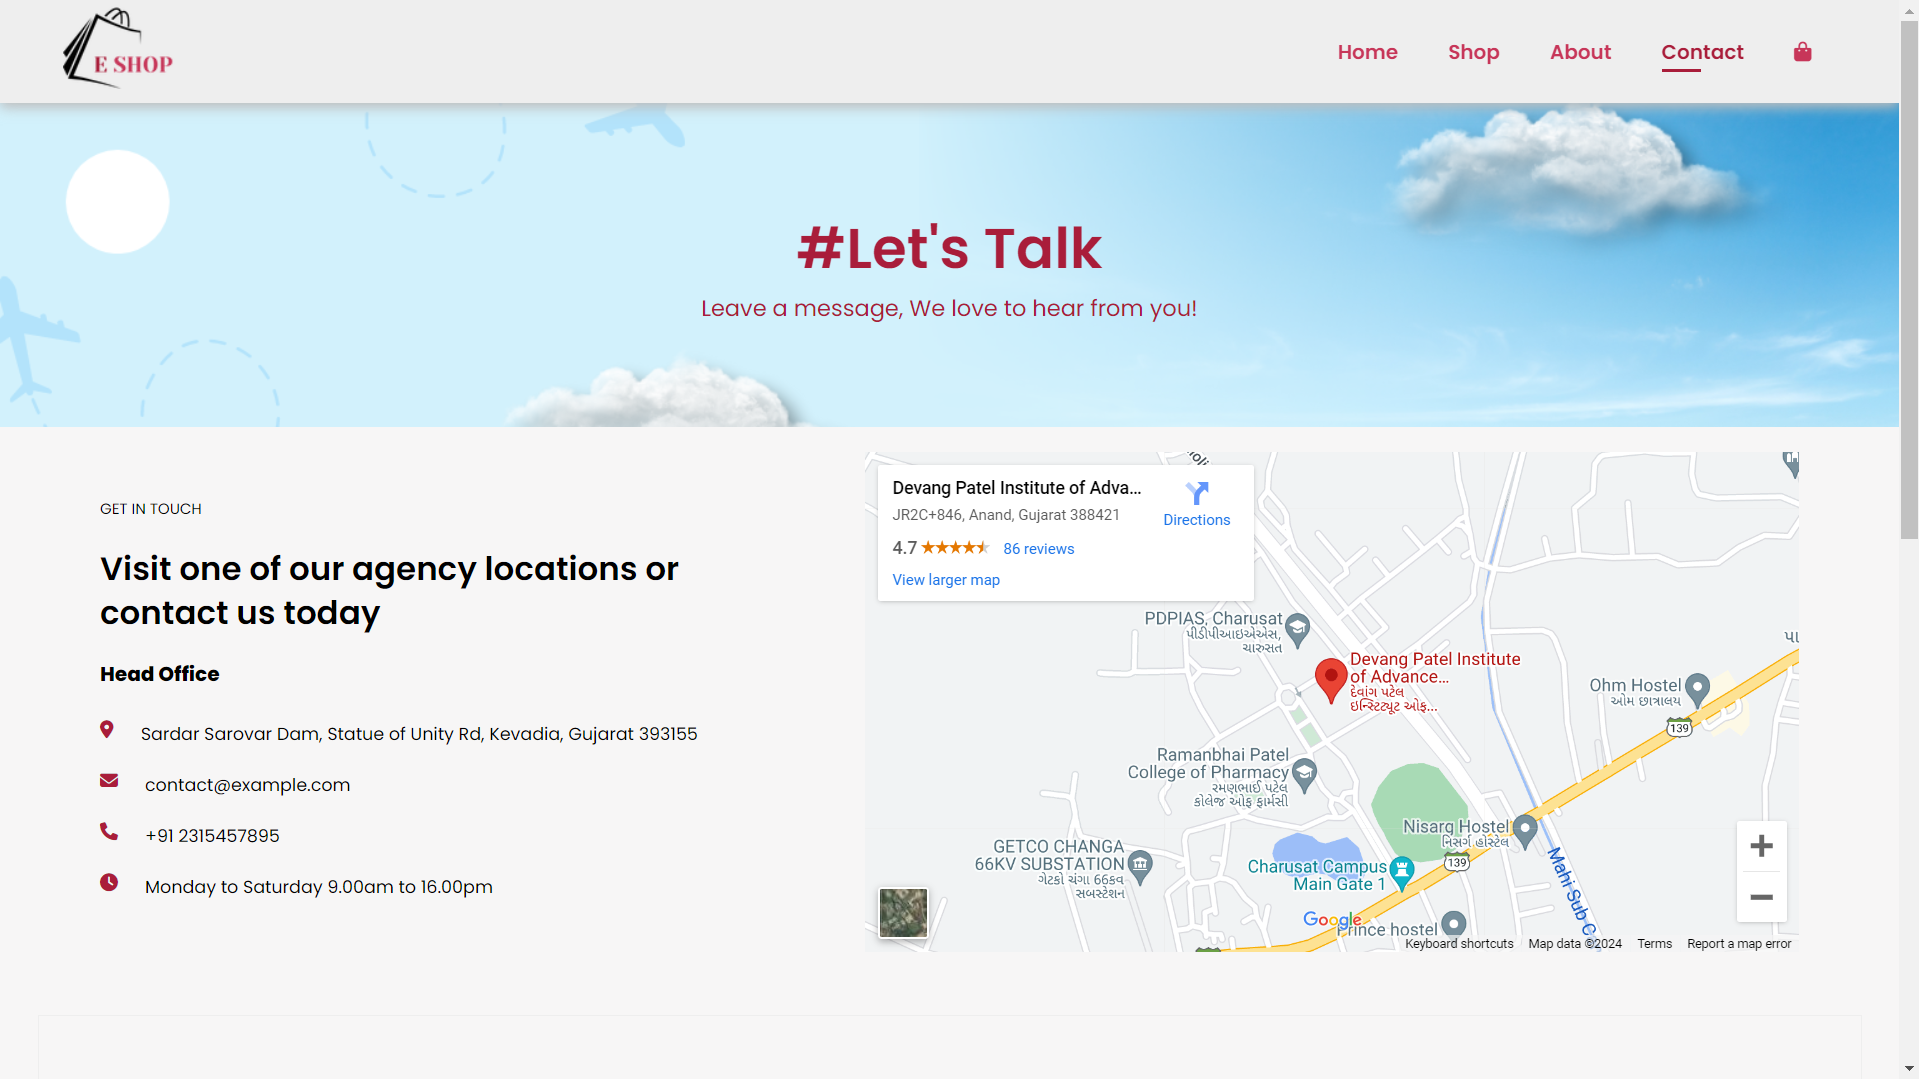 E SHOP
Home
Shop
About
Contact
#Let's Talk
Leave a message, We love to hear from you!
GET IN TOUCH
Visit one of our agency locations or
contact us today
Head Office
Sardar Sarovar Dam, Statue of Unity Rd, Kevadia, Gujarat 393155
contact@example.com
+91 2315457895
Monday to Saturday 9.00am to 16.00pm
Devang Patel Institute of Adva...
JR2C+846, Anand, Gujarat 388421
Directions
4.7
86 reviews
View larger map
PDPIAS, Charusat
પીડીપીઆઇએએસ,
ચારુસત
Devang Patel Institute
of Advance...
દેવાંગ પટેલ
ઇન્સ્ટિટ્યૂટ ઓફ...
Ohm Hostel
ઓમ છાત્રાલય
139
Ramanbhai Patel
College of Pharmacy
રમણભાઈ પટેલ
કોલેજ ઓફ ફાર્મસી
Nisarg Hostel
નિસર્ગ હોસ્ટેલ
139
GETCO CHANGA
66KV SUBSTATION
ગેટકો ચંગા 66કવ
સબસ્ટેશન
Charusat Campus
Main Gate 1
Mahi Sub C
Google
Prince hostel
Keyboard shortcuts
Map data ©2024
Terms
Report a map error